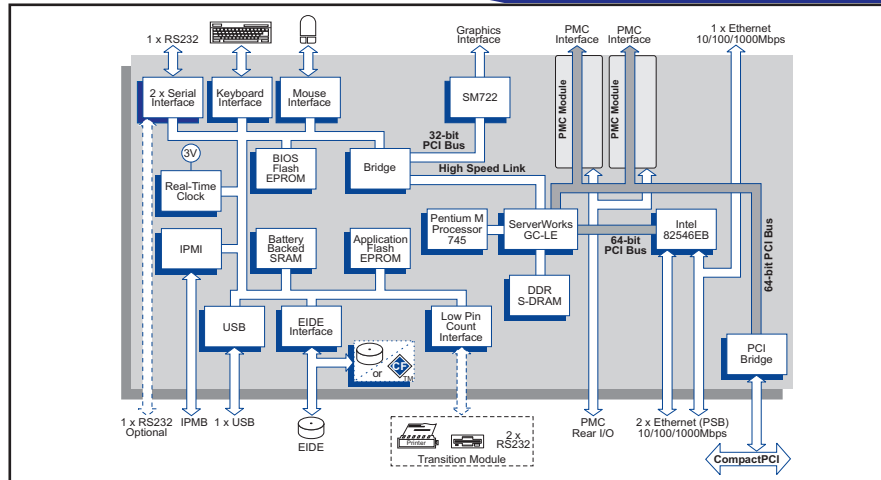 1 x RS232
Graphics
Interface
PMC
Interface
PMC
Interface
1 x Ethernet
10/100/1000Mbps
2 x Serial
Interface
Keyboard
Interface
Mouse
Interface
SM722
PMC Module
PMC Module
32-bit
PCI Bus
3V
BIOS
Flash
EPROM
Bridge
High Speed Link
Real-Time
Clock
Pentium M
Processor
745
ServerWorks
GC-LE
64-bit
PCI Bus
Intel
82546EB
64-bit PCI Bus
IPMI
Battery
Backed
SRAM
Application
Flash
EPROM
DDR
S-DRAM
USB
EIDE
Interface
Low Pin
Count
Interface
PCI
Bridge
or
CF
TM
1 x RS232
Optional
IPMB
1 x USB
EIDE
Printer
2 x
RS232
Transition Module
PMC
Rear I/O
2 x Ethernet (PSB)
10/100/1000Mbps
CompactPCI